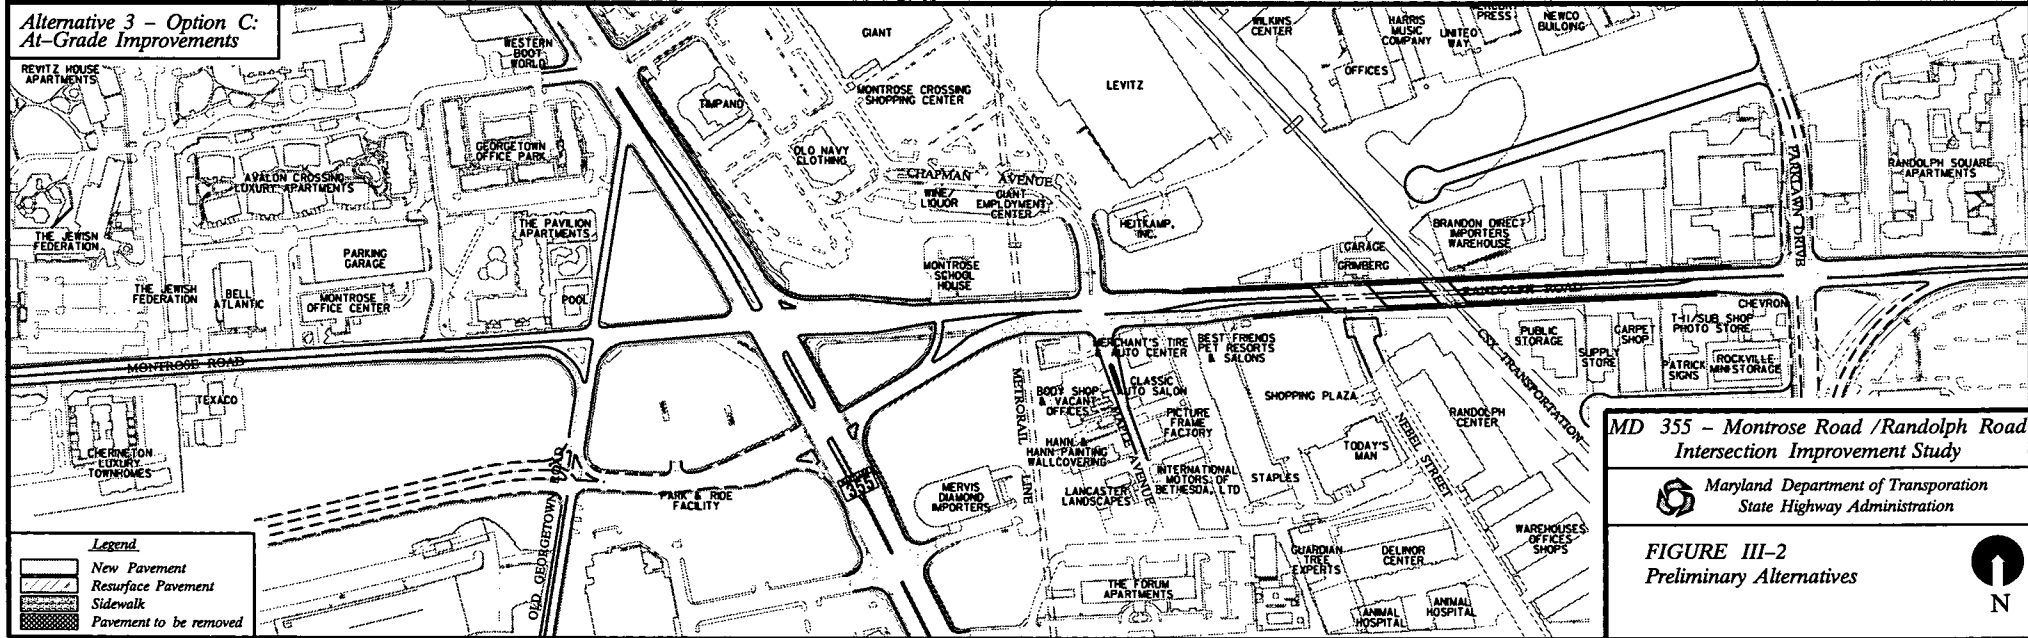 Alternative 3 – Option C:
At–Grade Improvements
REVITZ HOUSE
APARTMENTS
WESTERN
BOOT
WORLD
GIANT
WILKINS
CENTER
HARRIS
MUSIC
COMPANY
UNITED
WAY
PRESS
NEWCO
BUILDING
OFFICES
TIMPANO
MONTROSE CROSSING
SHOPPING CENTER
LEVITZ
GEORGETOWN
OFFICE PARK
OLD NAVY
CLOTHING
AVALON CROSSING
LUXURY APARTMENTS
CHAPMAN AVENUE
WINE/
LIQUOR
GIANT
EMPLOYMENT
CENTER
PARKLAWN DRIVE
RANDOLPH SQUARE
APARTMENTS
THE JEWISH
FEDERATION
THE PAVILION
APARTMENTS
HEITKAMP,
INC.
BRANDON DIRECT
IMPORTERS
WAREHOUSE
PARKING
GARAGE
GARAGE
GRIMBERG
MONTROSE
SCHOOL
HOUSE
THE JEWISH
FEDERATION
BELL
ATLANTIC
MONTROSE
OFFICE CENTER
POOL
RANDOLPH ROAD
CHEVRON
T-11/SUB SHOP
PHOTO STORE
PUBLIC
STORAGE
CARPET
SHOP
SUPPLY
STORE
PATRICK
SIGNS
ROCKVILLE
MINISTORAGE
MERCHANT'S TIRE
& AUTO CENTER
BEST FRIENDS
PET RESORTS
& SALONS
CSX TRANSPORTATION
MONTROSE ROAD
METRORAIL LINE
BODY SHOP
& VACANT
OFFICES
CLASSIC
AUTO SALON
MAPLE AVENUE
SHOPPING PLAZA
PICTURE
FRAME
FACTORY
NEBEL STREET
RANDOLPH
CENTER
TEXACO
CHERINGTON
LUXURY
TOWNHOMES
HANN &
HANN PAINTING
WALLCOVERING
TODAY'S
MAN
OLD GEORGETOWN ROAD
355
PARK & RIDE
FACILITY
MERVIS
DIAMOND
IMPORTERS
LANCASTER
LANDSCAPES
INTERNATIONAL
MOTORS OF
BETHESDA, LTD
STAPLES
WAREHOUSES
OFFICES
SHOPS
GUARDIAN
TREE
EXPERTS
DELINOR
CENTER
THE FORUM
APARTMENTS
ANIMAL
HOSPITAL
ANIMAL
HOSPITAL
Legend
New Pavement
Resurface Pavement
Sidewalk
Pavement to be removed
MD 355 – Montrose Road /Randolph Road
Intersection Improvement Study
Maryland Department of Transporation
State Highway Administration
FIGURE III–2
Preliminary Alternatives
N